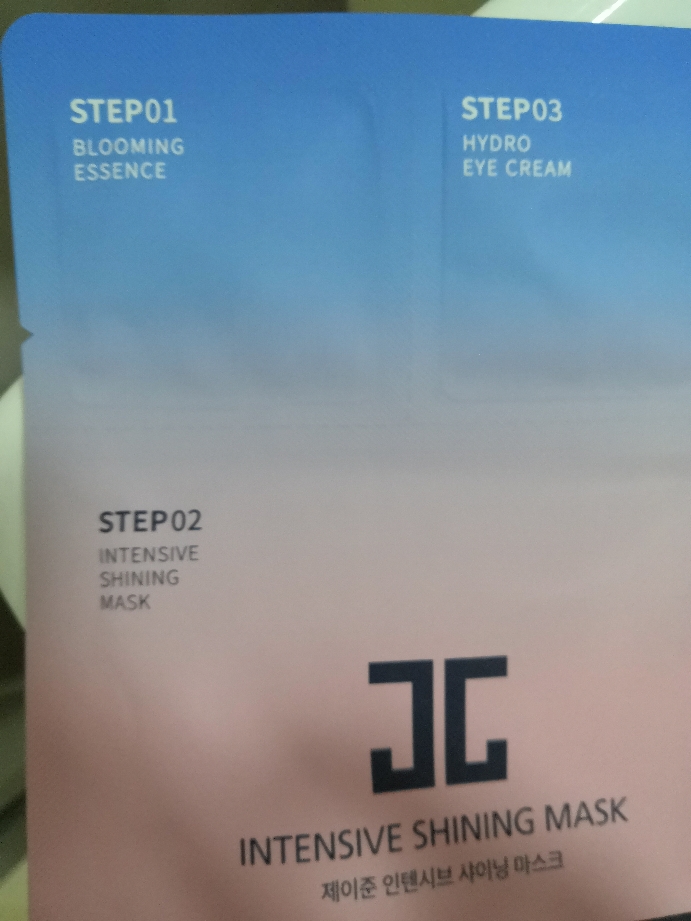 STEP01
BLOOMING
ESSENCE
STEP03
HYDRO
EYE CREAM
STEP02
INTENSIVE
SHINING
MASK
INTENSIVE SHINING MASK
제이준 인텐시브 샤이닝 마스크